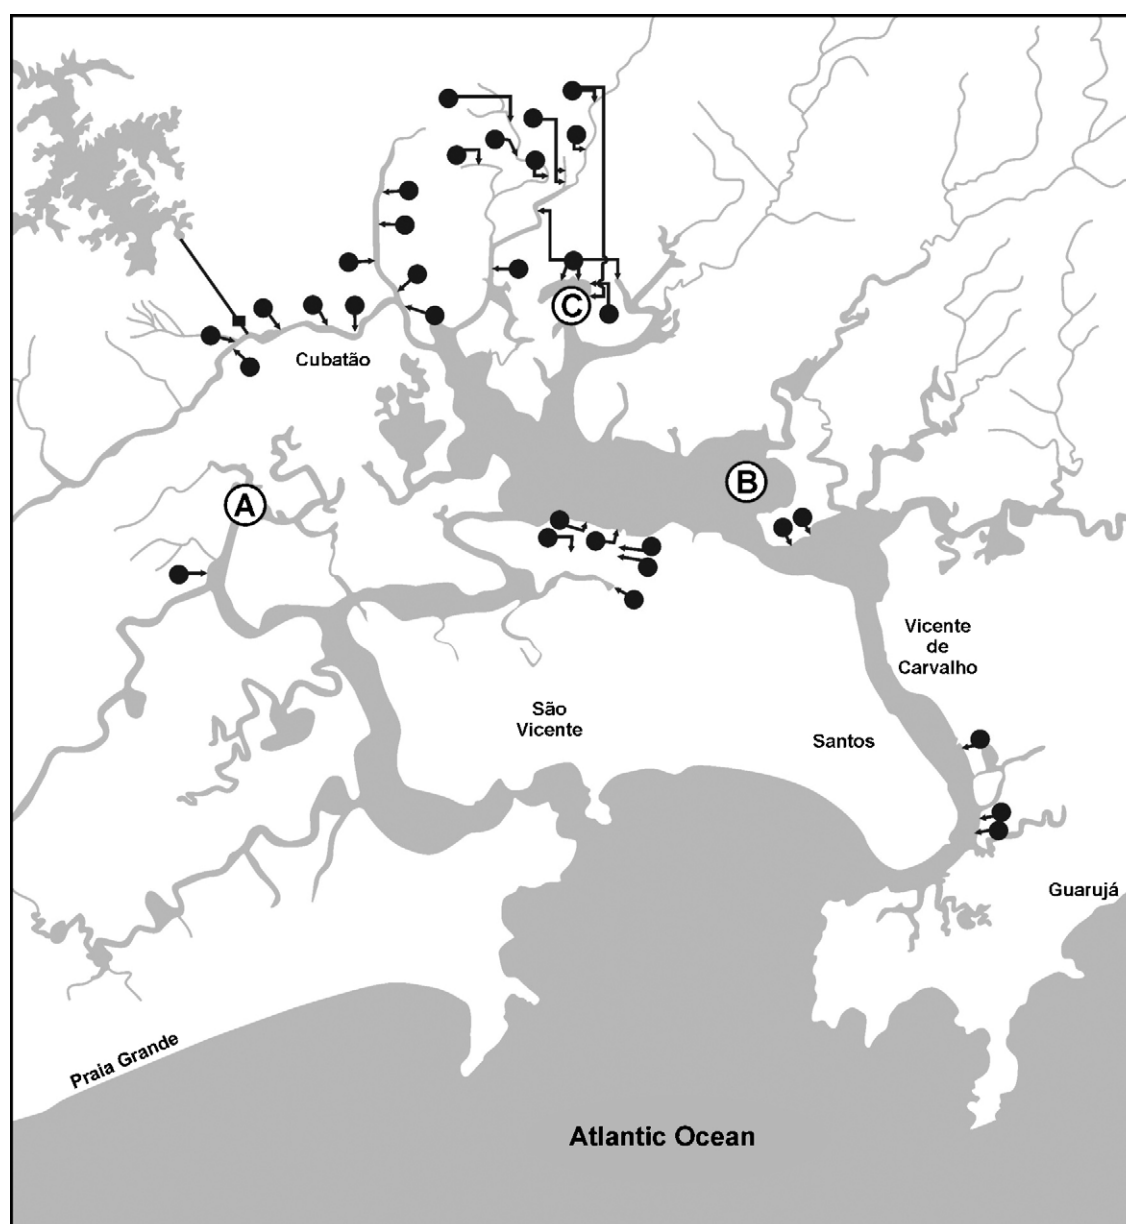 C
Cubatão
B
A
Vicente
de
Carvalho
São
Vicente
Santos
Guarujá
Praia Grande
Atlantic Ocean